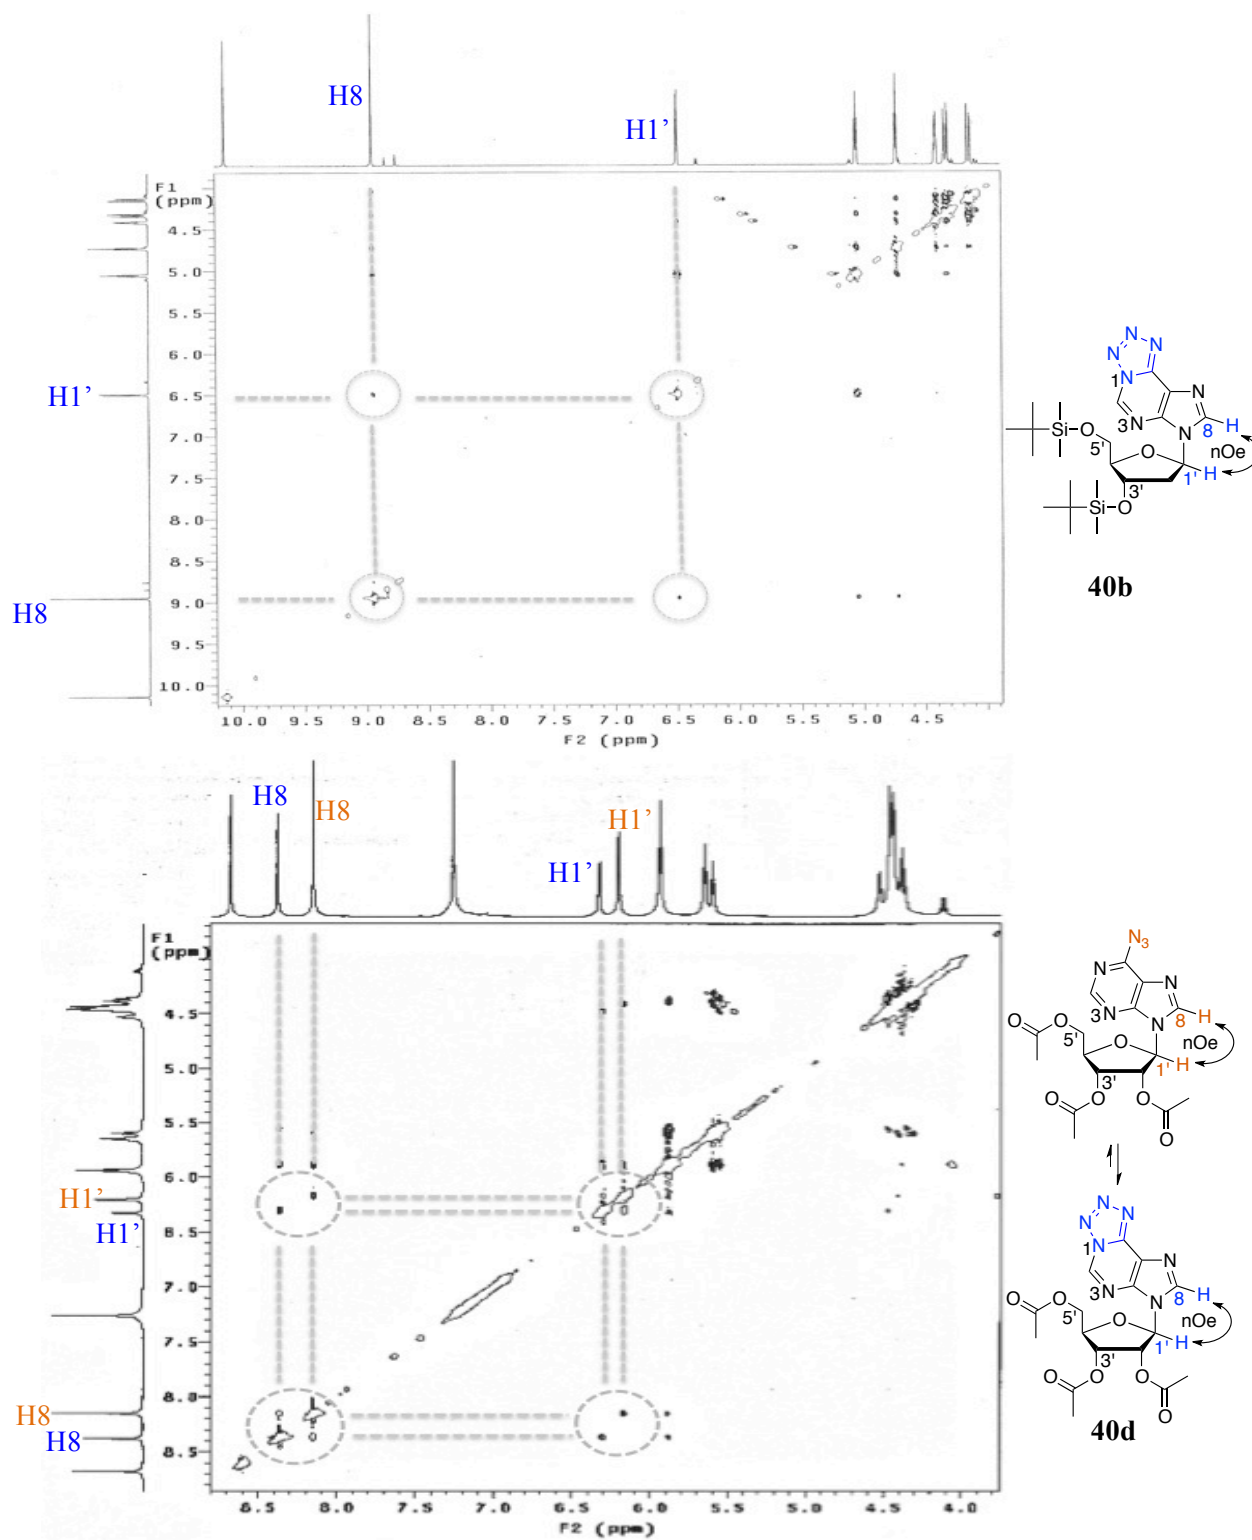 H8
H1'
F1
(ppm)
4.5
5.0
5.5
6.0
H1'
6.5
7.0
7.5
8.0
8.5
H8
9.0
9.5
10.0
10.0 9.5 9.0 8.5 8.0 7.5 7.0 6.5 6.0 5.5 5.0 4.5
F2 (ppm)
N N N N
1 N
3 N N N 8 H
Si O 5' O nOe
1' H
3'
Si O
40b
H8
H8
H1'
H1'
F1
(ppm)
4.5
5.0
5.5
6.0
H1'
H1'
6.5
7.0
7.5
8.0
H8
H8
8.5
8.5 8.0 7.5 7.0 6.5 6.0 5.5 5.0 4.5 4.0
F2 (ppm)
N3
1N N
3 N N 8 H
O O 5' O nOe
1' H
3'
O O
O O
N N N N
1 N
3 N N N 8 H
O O 5' O nOe
1' H
3'
O O
O O
40d